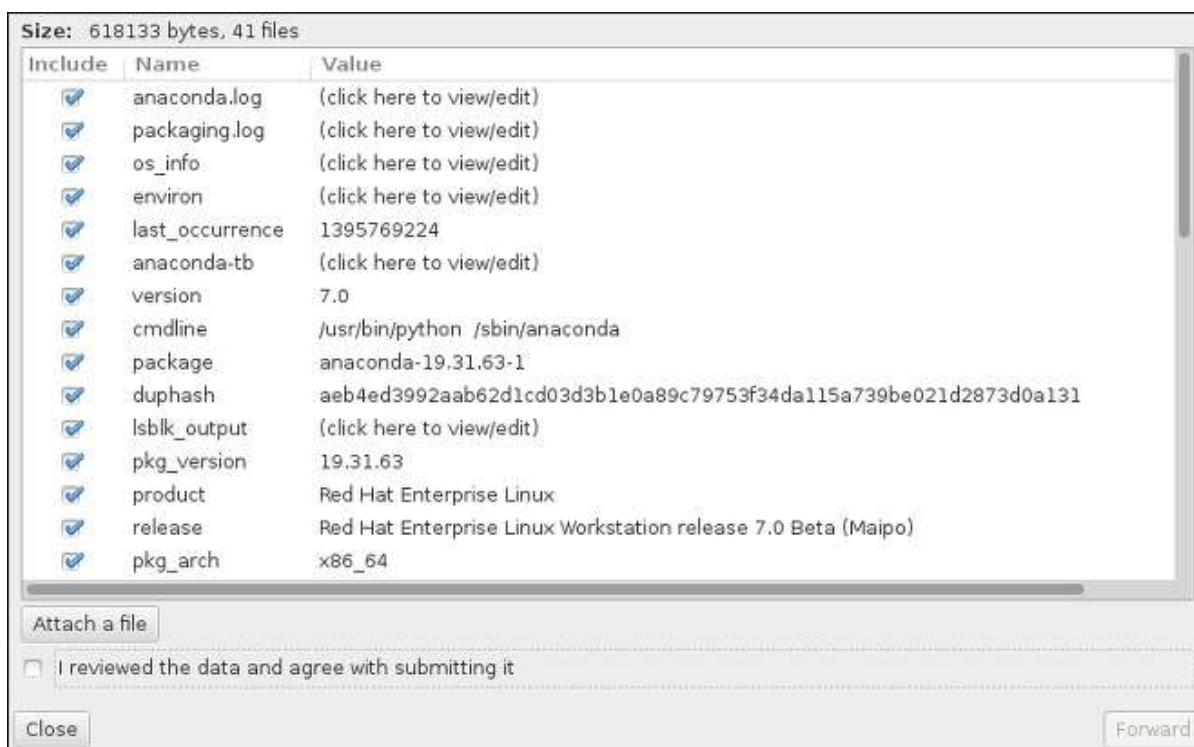 Size: 618133 bytes, 41 files
Include Name Value
anaconda.log (click here to view/edit)
packaging.log (click here to view/edit)
os_info (click here to view/edit)
environ (click here to view/edit)
last_occurrence 1395769224
anaconda-tb (click here to view/edit)
version 7.0
cmdline /usr/bin/python /sbin/anaconda
package anaconda-19.31.63-1
duphash aeb4ed3992aab62d1cd03d3b1e0a89c79753f34da115a739be021d2873d0a131
lsblk_output (click here to view/edit)
pkg_version 19.31.63
product Red Hat Enterprise Linux
release Red Hat Enterprise Linux Workstation release 7.0 Beta (Maipo)
pkg_arch x86_64
Attach a file
I reviewed the data and agree with submitting it
Close Forward